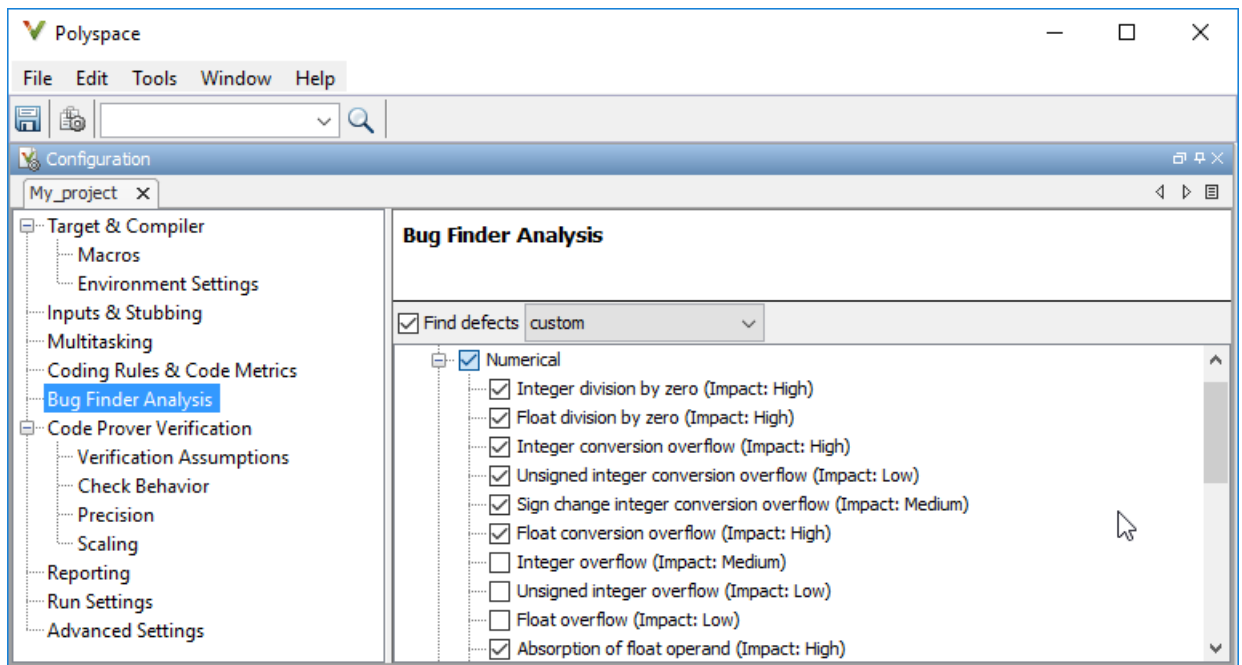 Polyspace
File Edit Tools Window Help
Configuration
My_project
Target & Compiler
Macros
Environment Settings
Inputs & Stubbing
Multitasking
Coding Rules & Code Metrics
Bug Finder Analysis
Code Prover Verification
Verification Assumptions
Check Behavior
Precision
Scaling
Reporting
Run Settings
Advanced Settings
Bug Finder Analysis
Find defects custom
Numerical
Integer division by zero (Impact: High)
Float division by zero (Impact: High)
Integer conversion overflow (Impact: High)
Unsigned integer conversion overflow (Impact: Low)
Sign change integer conversion overflow (Impact: Medium)
Float conversion overflow (Impact: High)
Integer overflow (Impact: Medium)
Unsigned integer overflow (Impact: Low)
Float overflow (Impact: Low)
Absorption of float operand (Impact: High)